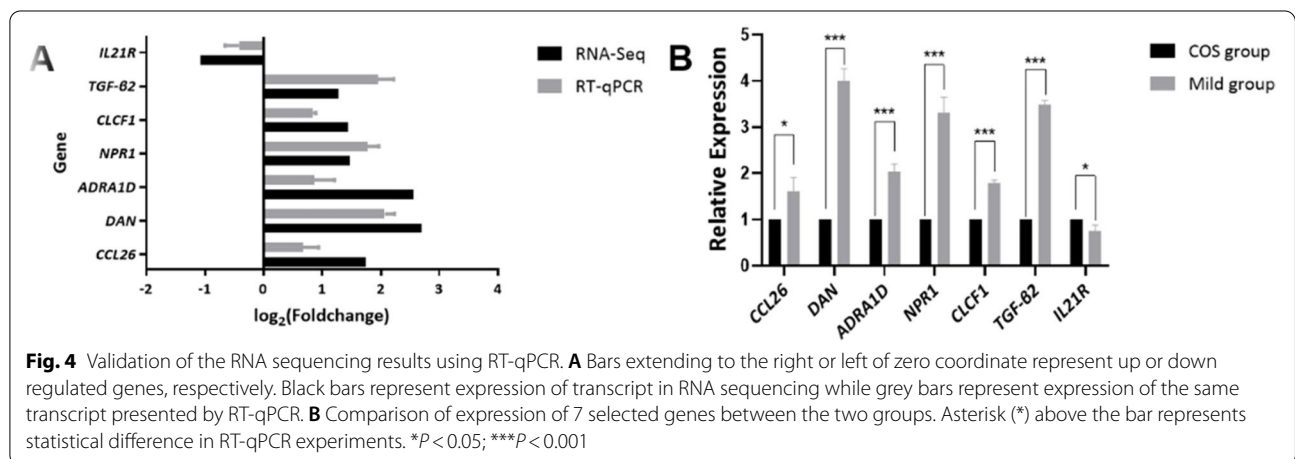 A
Gene
IL21R
TGF-ß2
CLCF1
NPR1
ADRA1D
DAN
CCL26
-2 -1 0 1 2 3 4
log2(Foldchange)
RNA-Seq
RT-qPCR
B
Relative Expression
5
4
3
2
1
0
* *** *** *** *** *** *
CCL26 DAN ADRA1D NPR1 CLCF1 TGF-ß2 IL21R
COS group
Mild group
Fig. 4 Validation of the RNA sequencing results using RT-qPCR. A Bars extending to the right or left of zero coordinate represent up or down
regulated genes, respectively. Black bars represent expression of transcript in RNA sequencing while grey bars represent expression of the same
transcript presented by RT-qPCR. B Comparison of expression of 7 selected genes between the two groups. Asterisk (*) above the bar represents
statistical difference in RT-qPCR experiments. *P < 0.05; ***P < 0.001